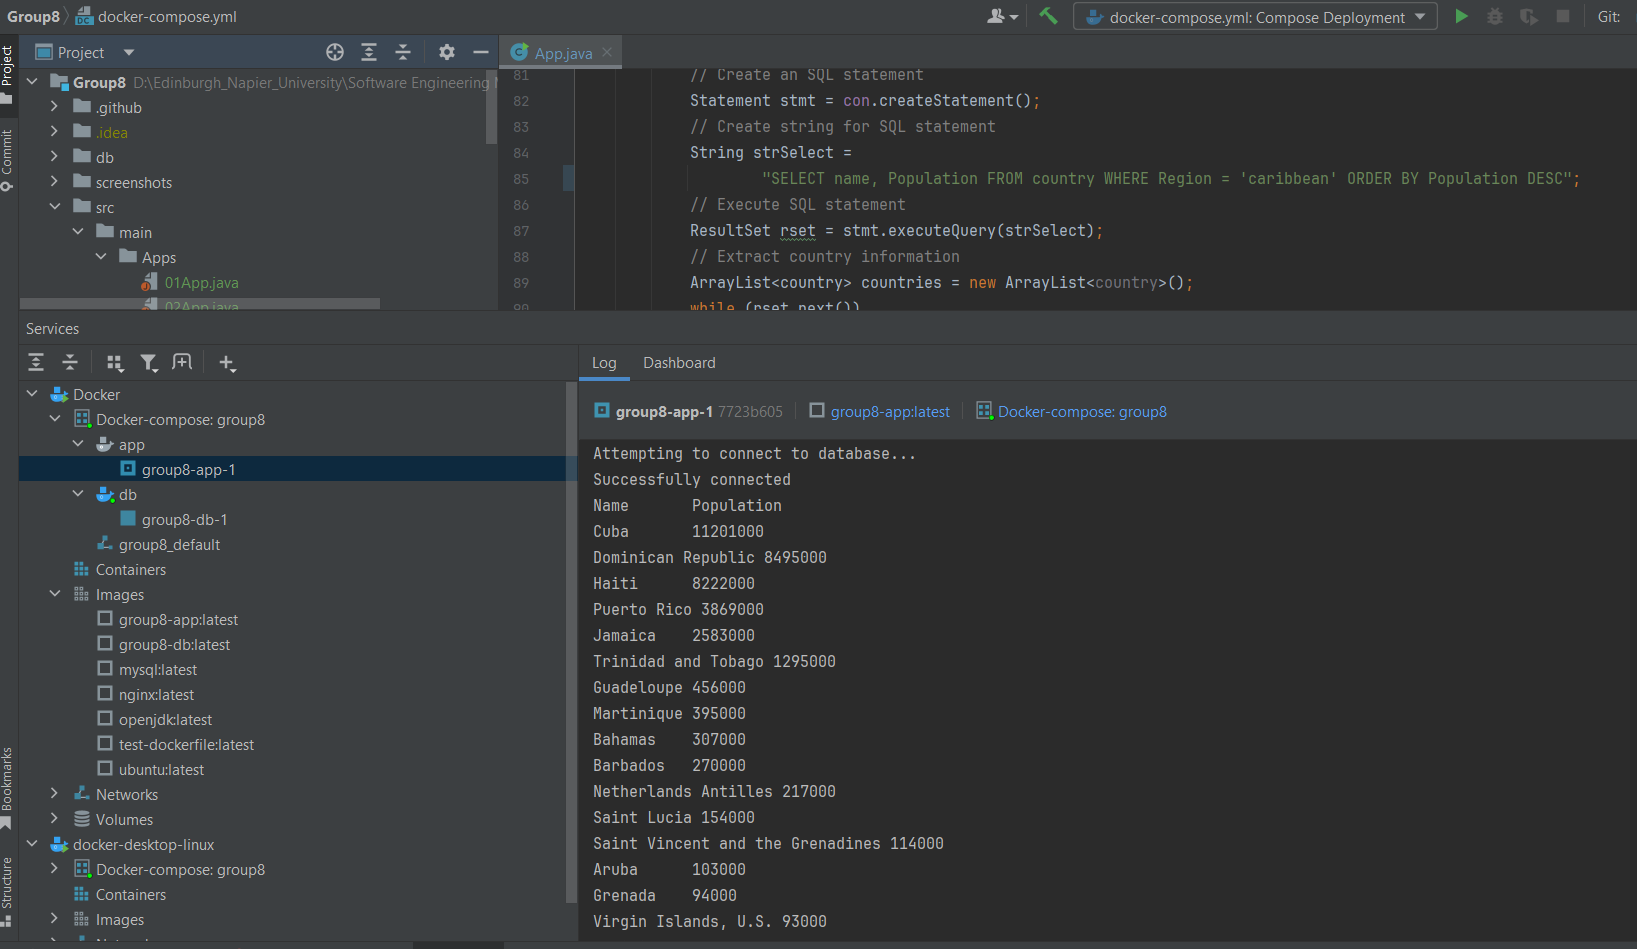 Group8 docker-compose.yml
docker-compose.yml: Compose Deployment
Git:
Project
Commit
Bookmarks
Structure
Project
Group8 D:\Edinburgh_Napier_University\Software Engineering
.github
.idea
db
screenshots
src
main
Apps
01App.java
02App.java
App.java
81 // Create an SQL statement
82 Statement stmt = con.createStatement();
83 // Create string for SQL statement
84 String strSelect =
85 "SELECT name, Population FROM country WHERE Region = 'caribbean' ORDER BY Population DESC";
86 // Execute SQL statement
87 ResultSet rset = stmt.executeQuery(strSelect);
88 // Extract country information
89 ArrayList<country> countries = new ArrayList<country>();
90 while (rset.next())
Services
Docker
Docker-compose: group8
app
group8-app-1
db
group8-db-1
group8_default
Containers
Images
group8-app:latest
group8-db:latest
mysql:latest
nginx:latest
openjdk:latest
test-dockerfile:latest
ubuntu:latest
Networks
Volumes
docker-desktop-linux
Docker-compose: group8
Containers
Images
Log Dashboard
group8-app-1 7723b605 group8-app:latest Docker-compose: group8
Attempting to connect to database...
Successfully connected
Name Population
Cuba 11201000
Dominican Republic 8495000
Haiti 8222000
Puerto Rico 3869000
Jamaica 2583000
Trinidad and Tobago 1295000
Guadeloupe 456000
Martinique 395000
Bahamas 307000
Barbados 270000
Netherlands Antilles 217000
Saint Lucia 154000
Saint Vincent and the Grenadines 114000
Aruba 103000
Grenada 94000
Virgin Islands, U.S. 93000